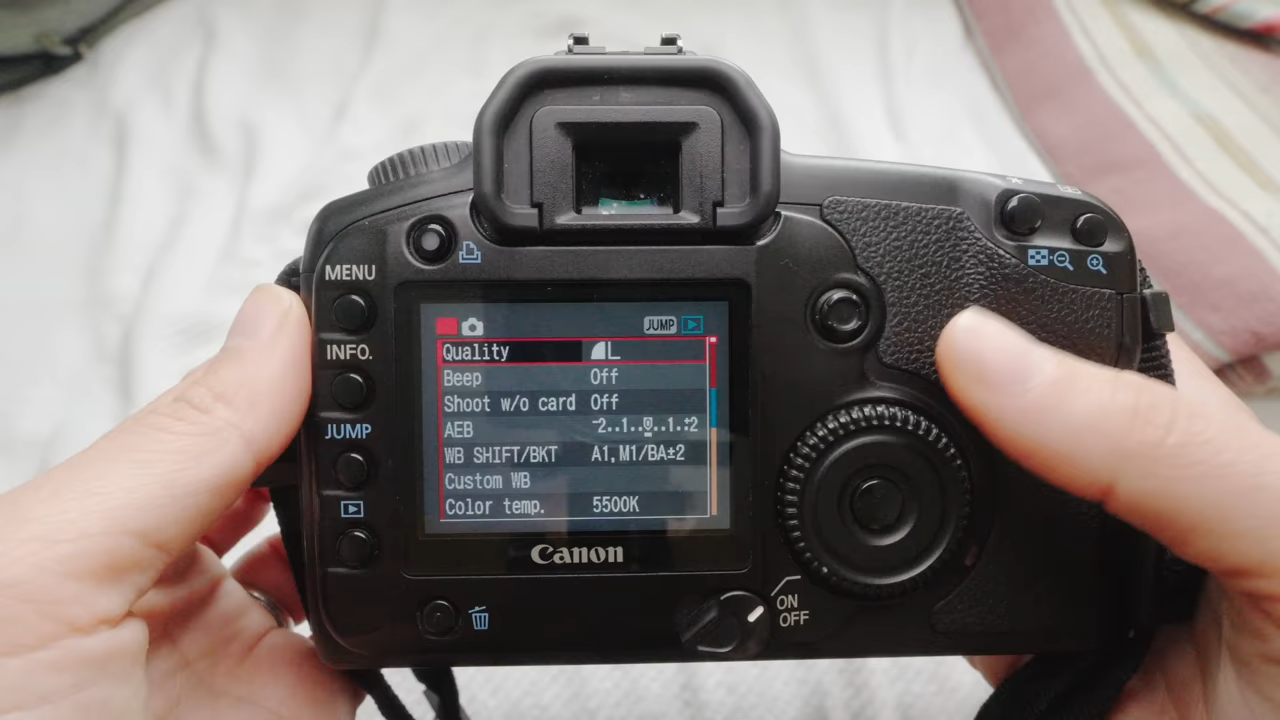 MENU
INFO.
JUMP
JUMP
Quality L
Beep Off
Shoot w/o card Off
AEB -2..1..0..1.+2
WB SHIFT/BKT A1,M1/BA±2
Custom WB
Color temp. 5500K
Canon
ON
OFF